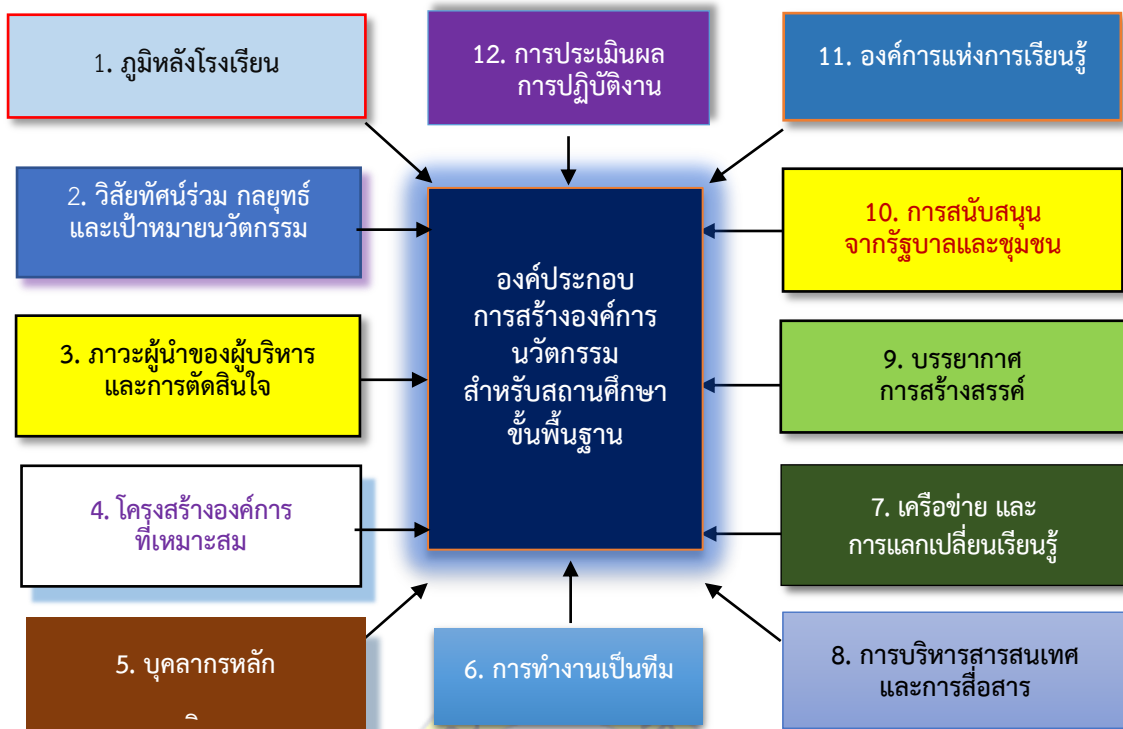 1. ภูมิหลังโรงเรียน
12. การประเมินผล
การปฏิบัติงาน
11. องค์การแห่งการเรียนรู้
2. วิสัยทัศน์ร่วม กลยุทธ์
และเป้าหมายนวัตกรรม
10. การสนับสนุน
จากรัฐบาลและชุมชน
องค์ประกอบ
การสร้างองค์การ
นวัตกรรม
สำหรับสถานศึกษา
ขั้นพื้นฐาน
3. ภาวะผู้นำของผู้บริหาร
และการตัดสินใจ
9. บรรยากาศ
การสร้างสรรค์
4. โครงสร้างองค์การ
ที่เหมาะสม
7. เครือข่าย และ
การแลกเปลี่ยนเรียนรู้
5. บุคลากรหลัก
6. การทำงานเป็นทีม
8. การบริหารสารสนเทศ
และการสื่อสาร